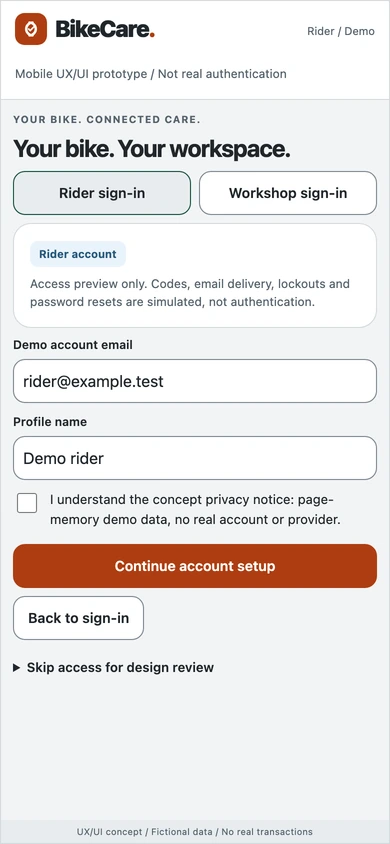 BikeCare.
Rider / Demo
Mobile UX/UI prototype / Not real authentication
YOUR BIKE. CONNECTED CARE.
Your bike. Your workspace.
Rider sign-in
Workshop sign-in
Rider account
Access preview only. Codes, email delivery, lockouts and
password resets are simulated, not authentication.
Demo account email
rider@example.test
Profile name
Demo rider
I understand the concept privacy notice: page-
memory demo data, no real account or provider.
Continue account setup
Back to sign-in
Skip access for design review
UX/UI concept / Fictional data / No real transactions